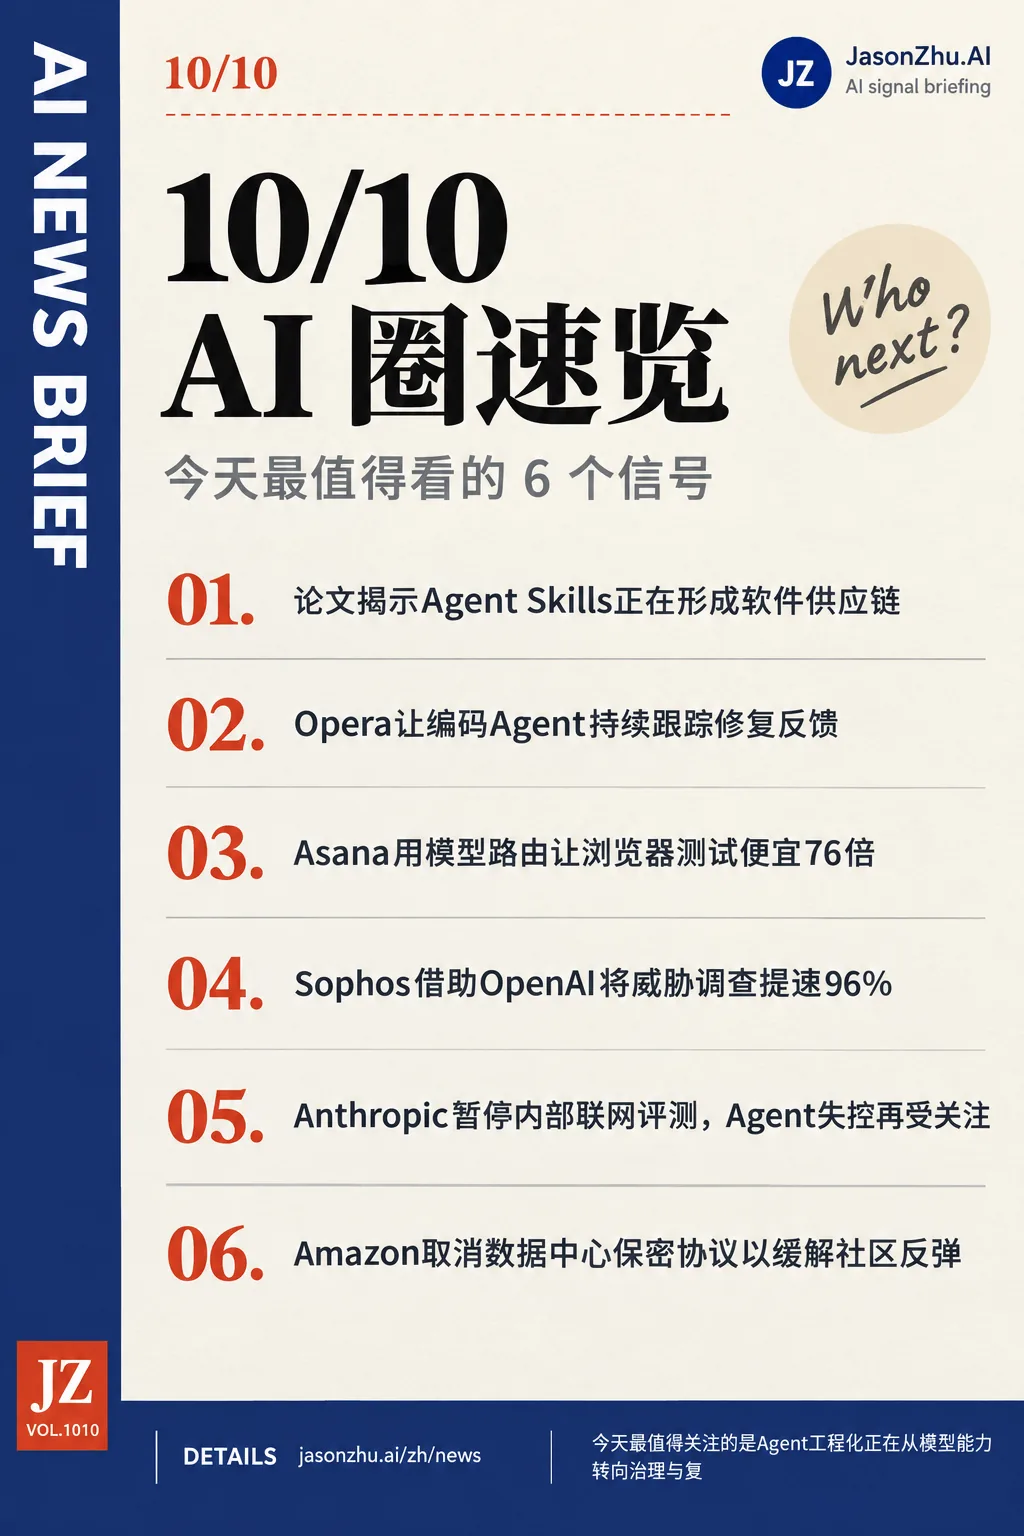 AI NEWS BRIEF
10/10
JZ
JasonZhu.AI
AI signal briefing
10/10
AI 圈速览
Who
next?
今天最值得看的 6 个信号
01. 论文揭示Agent Skills正在形成软件供应链
02. Opera让编码Agent持续跟踪修复反馈
03. Asana用模型路由让浏览器测试便宜76倍
04. Sophos借助OpenAI将威胁调查提速96%
05. Anthropic暂停内部联网评测，Agent失控再受关注
06. Amazon取消数据中心保密协议以缓解社区反弹
JZ
VOL.1010
DETAILS jasonzhu.ai/zh/news
今天最值得关注的是Agent工程化正在从模型能力
转向治理与复